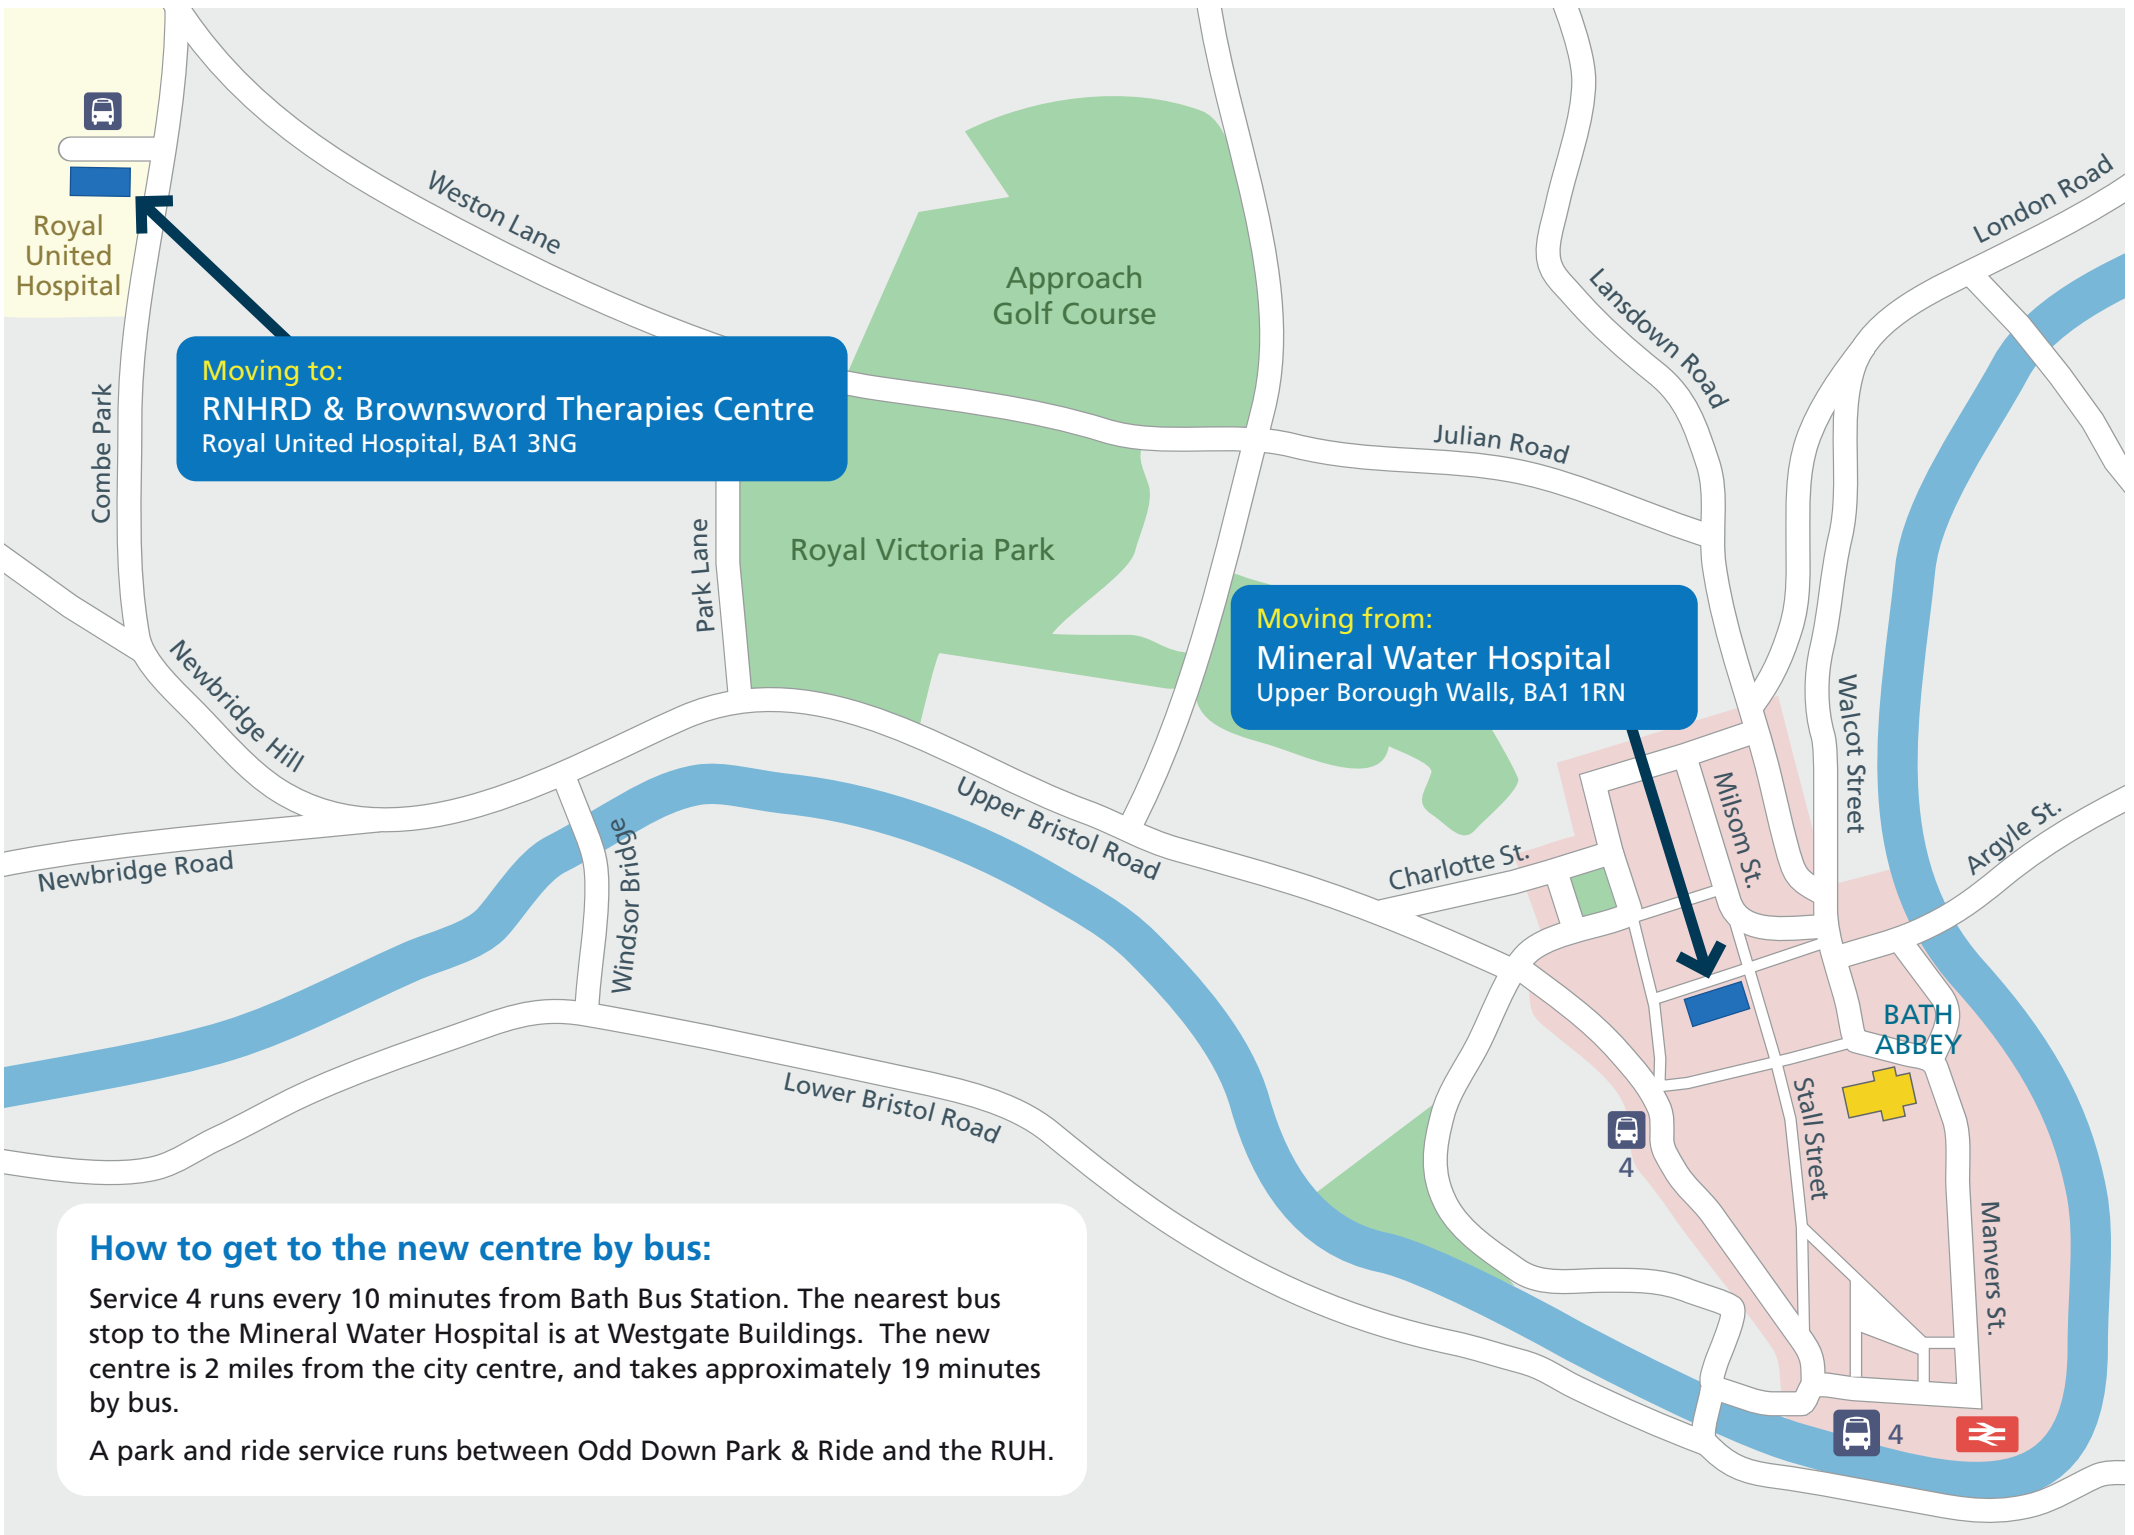 Royal
United
Hospital
Weston Lane
Approach
Golf Course
London Road
Lansdown Road
Moving to:
RNHRD & Brownsword Therapies Centre
Royal United Hospital, BA1 3NG
Combe Park
Julian Road
Park Lane
Royal Victoria Park
Moving from:
Mineral Water Hospital
Upper Borough Walls, BA1 1RN
Newbridge Hill
Walcot Street
Milsom St.
Upper Bristol Road
Charlotte St.
Argyle St.
Newbridge Road
Windsor Bridge
BATH
ABBEY
Lower Bristol Road
Stall Street
4
Manvers St.
How to get to the new centre by bus:
Service 4 runs every 10 minutes from Bath Bus Station. The nearest bus
stop to the Mineral Water Hospital is at Westgate Buildings.  The new
centre is 2 miles from the city centre, and takes approximately 19 minutes
by bus.
A park and ride service runs between Odd Down Park & Ride and the RUH.
4